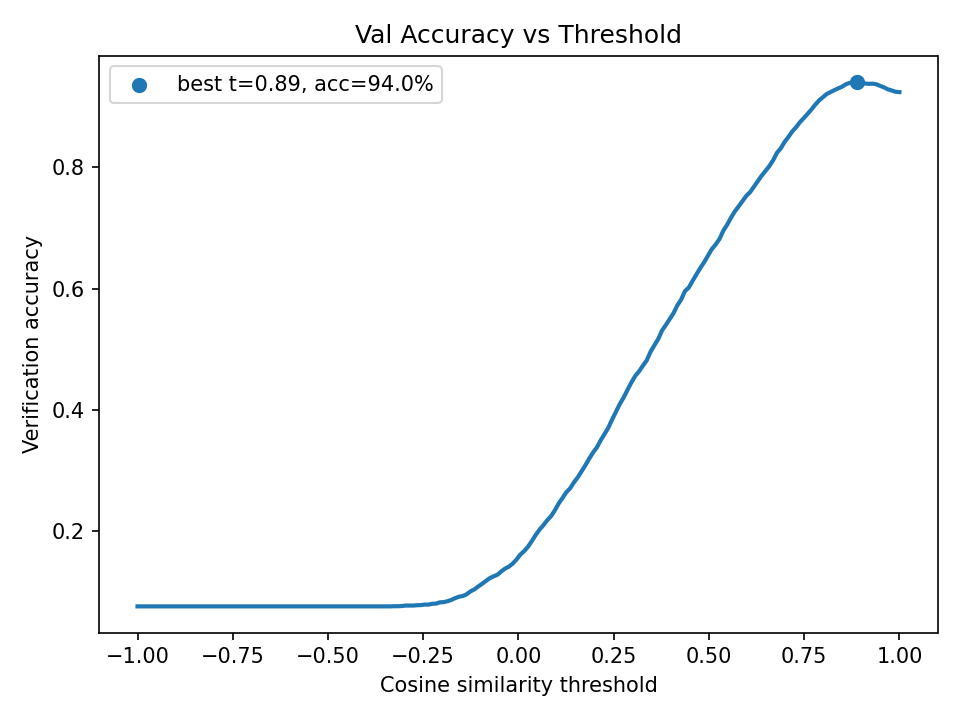 Val Accuracy vs Threshold
best t=0.89, acc=94.0%
Verification accuracy
0.8
0.6
0.4
0.2
−1.00 −0.75 −0.50 −0.25 0.00 0.25 0.50 0.75 1.00
Cosine similarity threshold